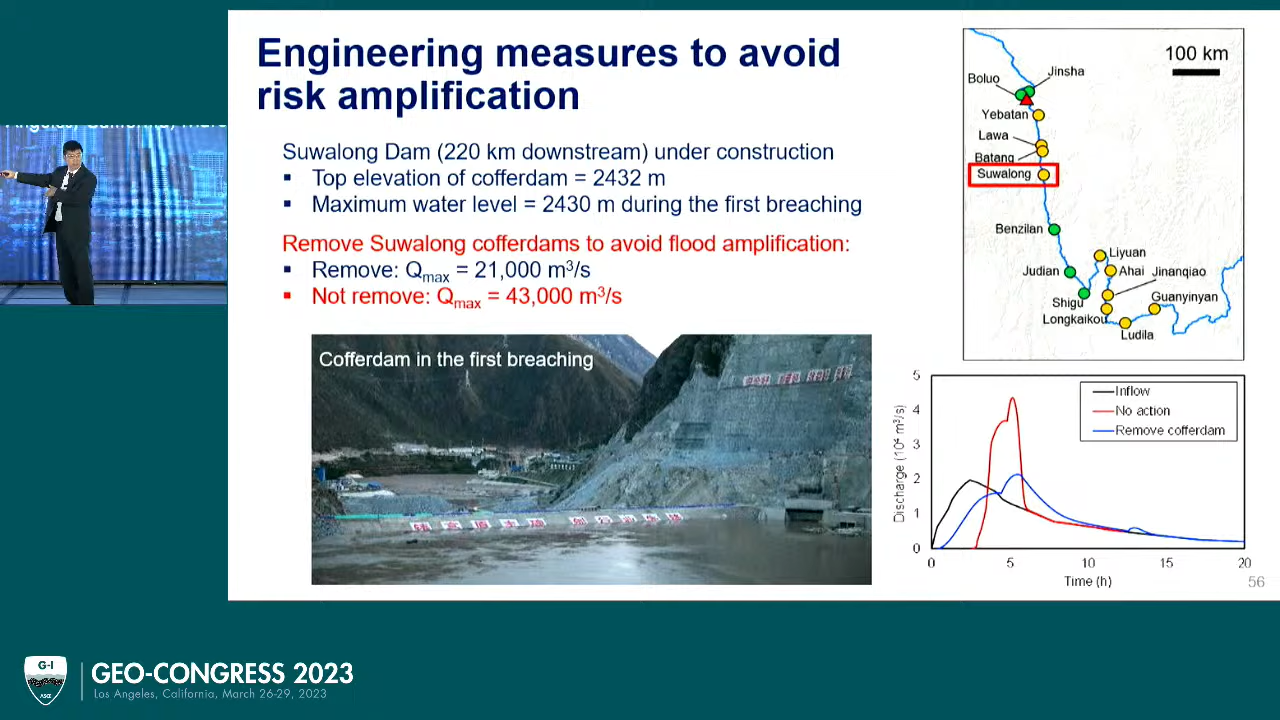 Engineering measures to avoid
risk amplification
Suwalong Dam (220 km downstream) under construction
▪ Top elevation of cofferdam = 2432 m
▪ Maximum water level = 2430 m during the first breaching
Remove Suwalong cofferdams to avoid flood amplification:
▪ Remove: Qmax = 21,000 m³/s
▪ Not remove: Qmax = 43,000 m³/s
Cofferdam in the first breaching
100 km
Boluo
Jinsha
Yebatan
Lawa
Batang
Suwalong
Benzilan
Liyuan
Judian
Ahai
Jinanqiao
Shigu
Guanyinyan
Longkaikou
Ludila
5
4
3
2
1
0
Discharge (10⁴ m³/s)
Inflow
No action
Remove cofferdam
0
5
10
15
20
Time (h)
56
G-I
ASCE
GEO-CONGRESS 2023
Los Angeles, California, March 26-29, 2023